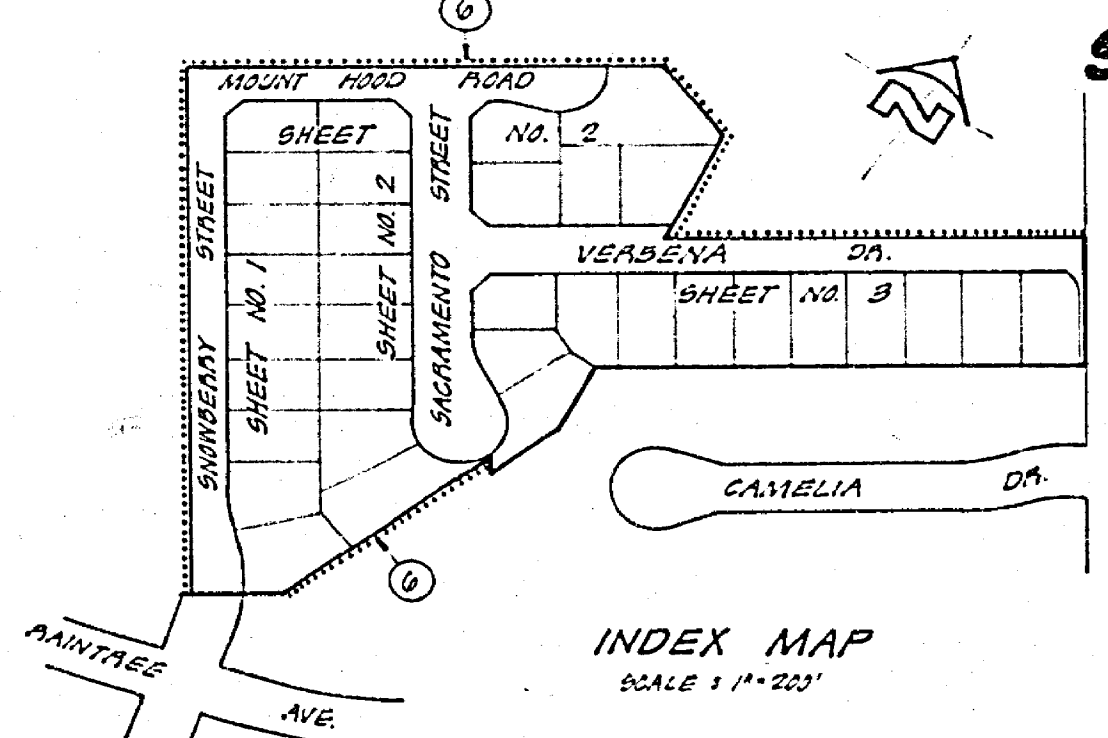 6
MOUNT HOOD ROAD
SHEET NO. 2
STREET
STREET
SHEET NO. 2
SHEET NO. 1
SNOWBERRY
SACRAMENTO
VERBENA DR.
SHEET NO. 3
CAMELIA DR.
6
RAINTREE AVE.
INDEX MAP
SCALE : 1"=200'